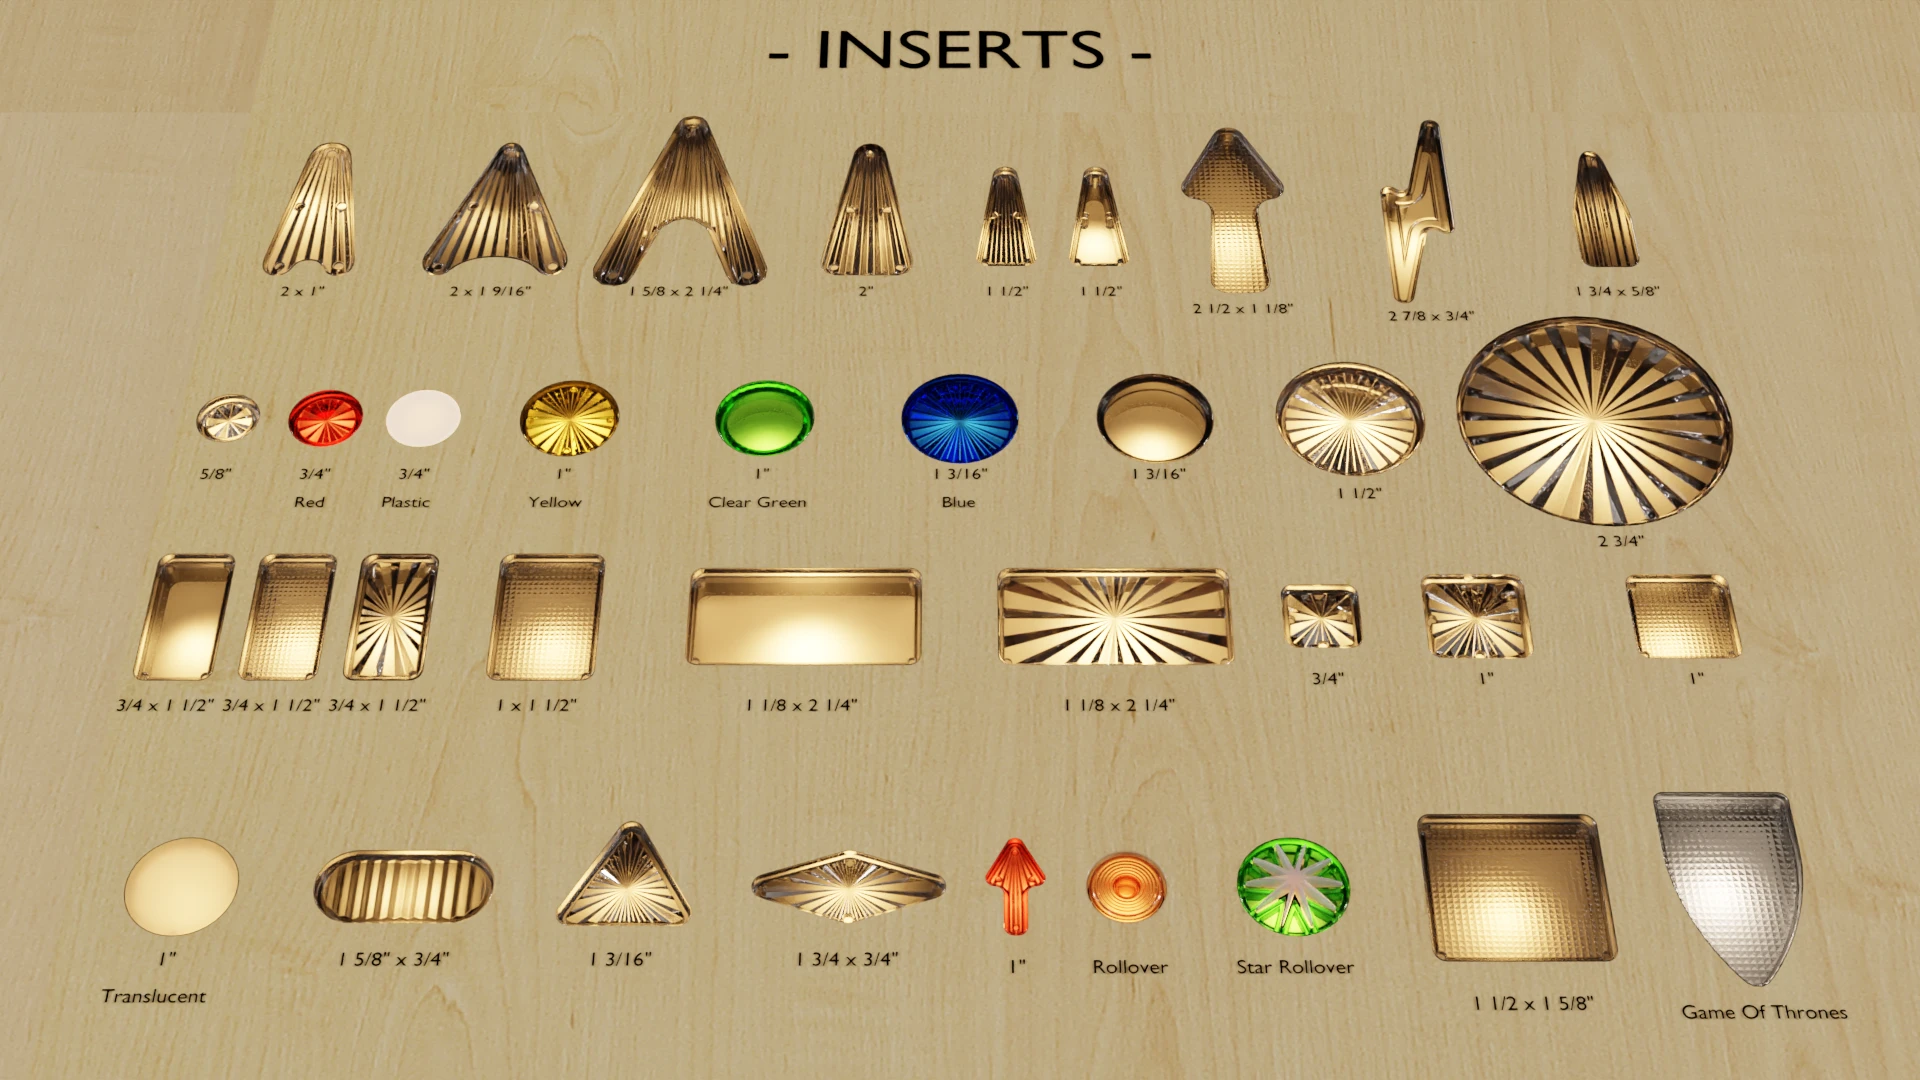 - INSERTS -
2 x 1"
2 x 1 9/16"
1 5/8 x 2 1/4"
2"
1 1/2"
1 1/2"
2 1/2 x 1 1/8"
2 7/8 x 3/4"
1 3/4 x 5/8"
5/8"
3/4"
Red
3/4"
Plastic
1"
Yellow
1"
Clear Green
1 3/16"
Blue
1 3/16"
1 1/2"
2 3/4"
3/4 x 1 1/2"
3/4 x 1 1/2"
3/4 x 1 1/2"
1 x 1 1/2"
1 1/8 x 2 1/4"
1 1/8 x 2 1/4"
3/4"
1"
1"
1"
Translucent
1 5/8" x 3/4"
1 3/16"
1 3/4 x 3/4"
1"
Rollover
Star Rollover
1 1/2 x 1 5/8"
Game Of Thrones